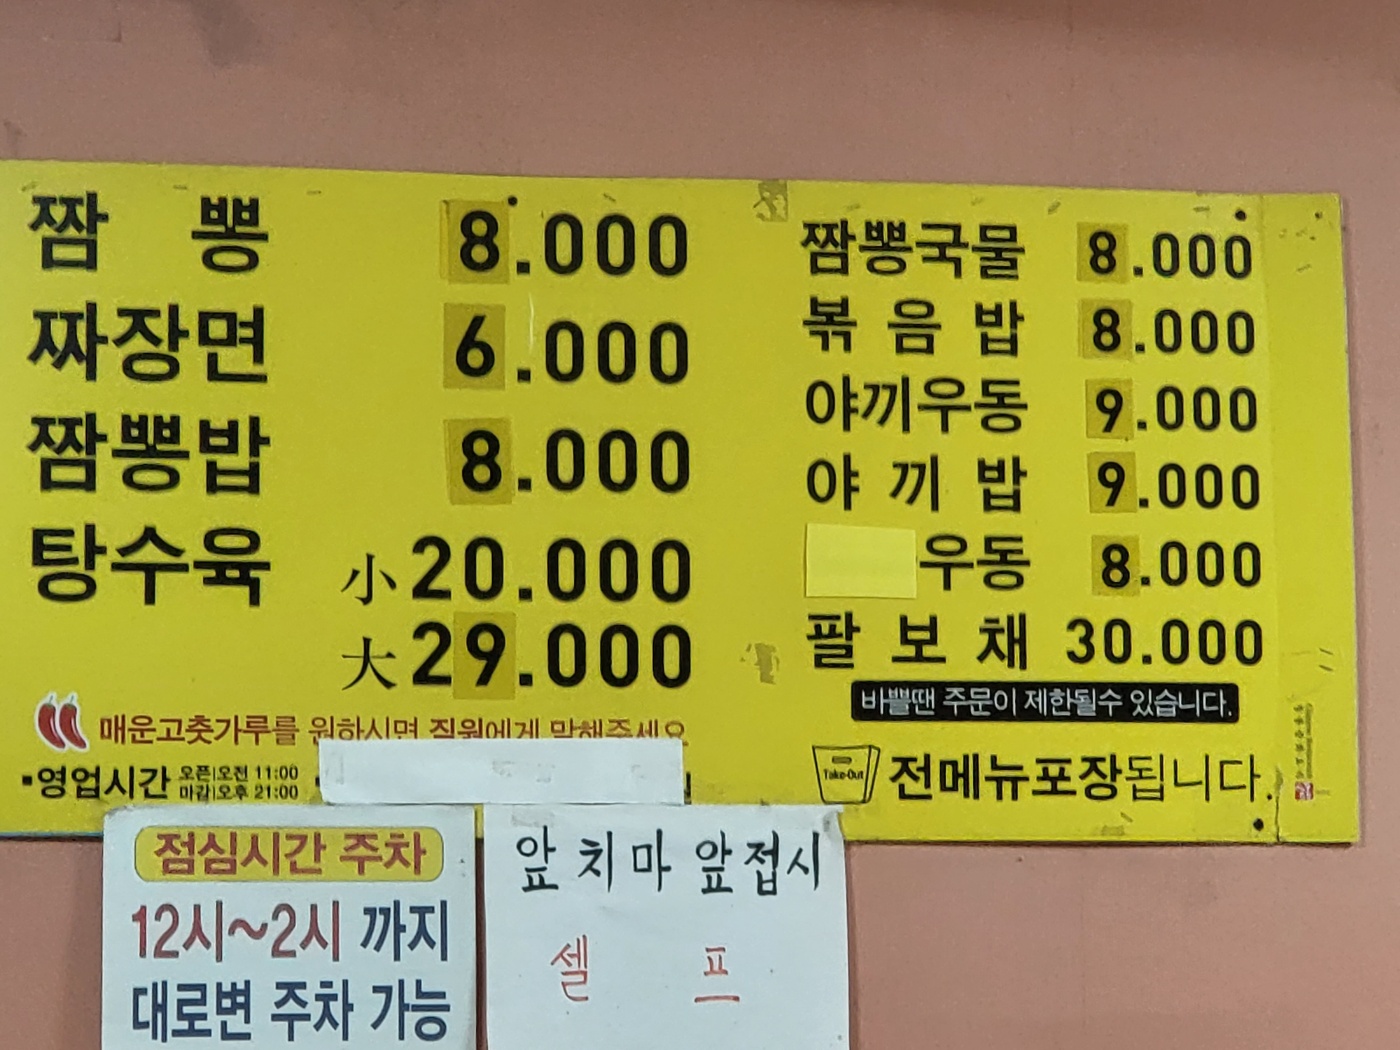 짬 뽕 8.000
짜장면 6.000
짬뽕밥 8.000
탕수육 小 20.000
大 29.000
매운고춧가루를 원하시면 직원에게 말해주세요
영업시간 오픈|오전 11:00
마감|오후 21:00
짬뽕국물 8.000
볶음밥 8.000
야끼우동 9.000
야끼밥 9.000
우동 8.000
팔보채 30.000
바쁠땐 주문이 제한될수 있습니다.
Take-Out 전메뉴포장됩니다.
점심시간 주차
12시~2시 까지
대로변 주차 가능
앞치마 앞접시
셀 프